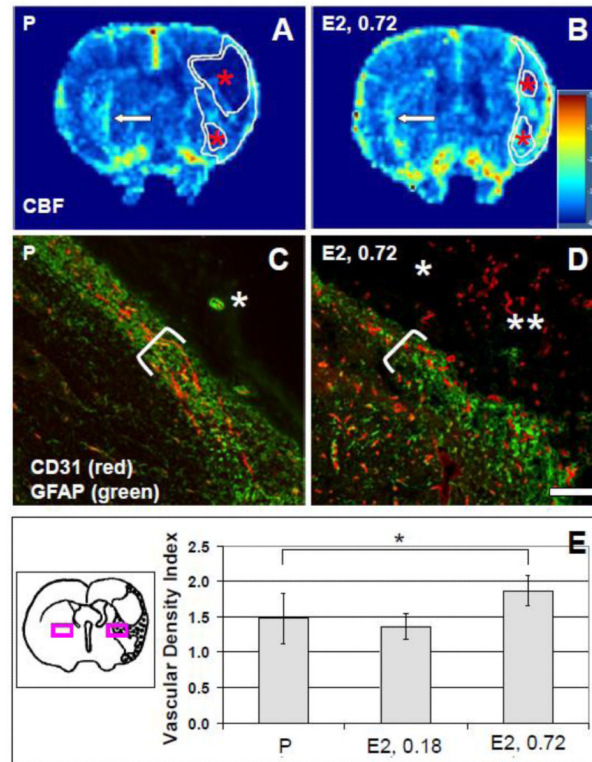 P
A
CBF
E2, 0.72
B
P
C
*
CD31 (red)
GFAP (green)
E2, 0.72
D
*
**
E
*
Vascular Density Index
2.5
2.0
1.5
1.0
0.5
0.0
P
E2, 0.18
E2, 0.72